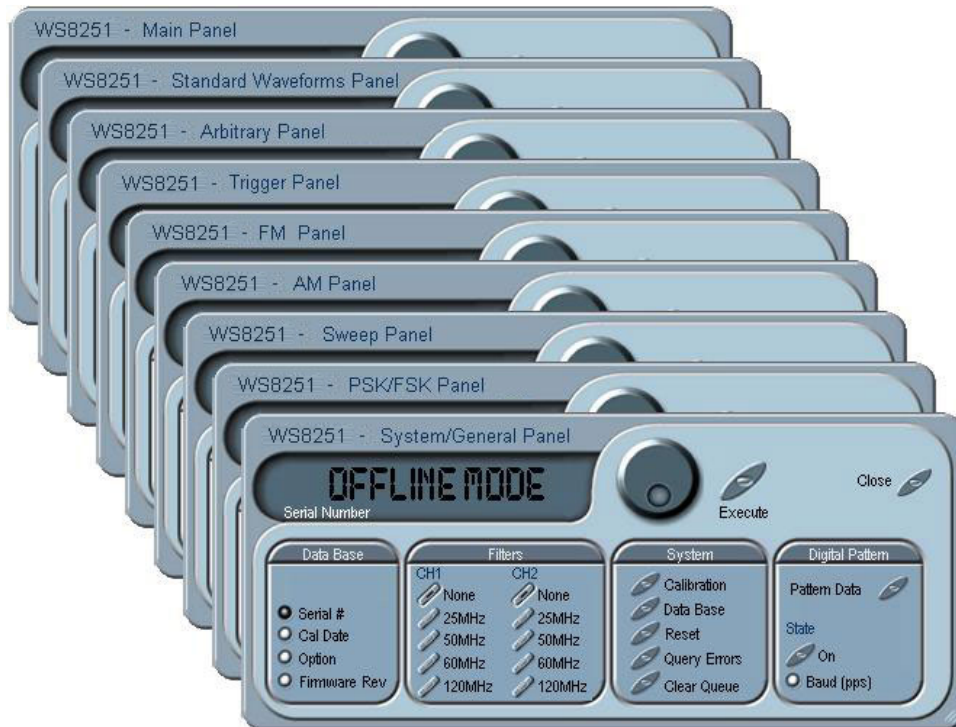 WS8251 - Main Panel
WS8251 - Standard Waveforms Panel
WS8251 - Arbitrary Panel
WS8251 - Trigger Panel
WS8251 - FM Panel
WS8251 - AM Panel
WS8251 - Sweep Panel
WS8251 - PSK/FSK Panel
WS8251 - System/General Panel
OFFLINE MODE
Serial Number
Execute
Close
Data Base
Serial #
Cal Date
Option
Firmware Rev
Filters
CH1 CH2
None None
25MHz 25MHz
50MHz 50MHz
60MHz 60MHz
120MHz 120MHz
System
Calibration
Data Base
Reset
Query Errors
Clear Queue
Digital Pattern
Pattern Data
State
On
Baud (pps)